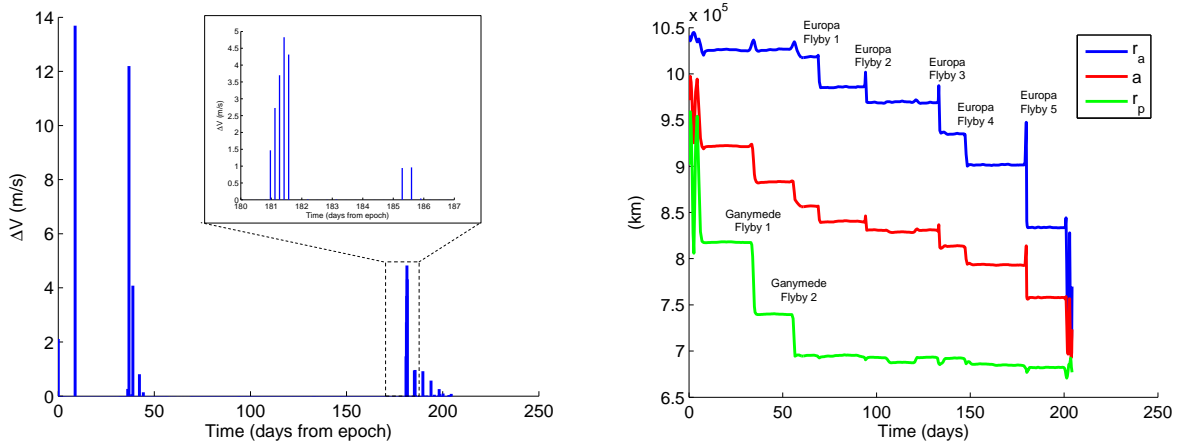 14
12
10
8
6
4
2
0
ΔV (m/s)
0
50
100
150
200
250
Time (days from epoch)
5
4.5
4
3.5
3
2.5
2
1.5
1
0.5
0
ΔV (m/s)
180
181
182
183
184
185
186
187
Time (days from epoch)
x 10^5
10.5
10
9.5
9
8.5
8
7.5
7
6.5
(km)
Europa
Flyby 1
Europa
Flyby 2
Europa
Flyby 3
Europa
Flyby 4
Europa
Flyby 5
Ganymede
Flyby 1
Ganymede
Flyby 2
r_a
a
r_p
0
50
100
150
200
250
Time (days)